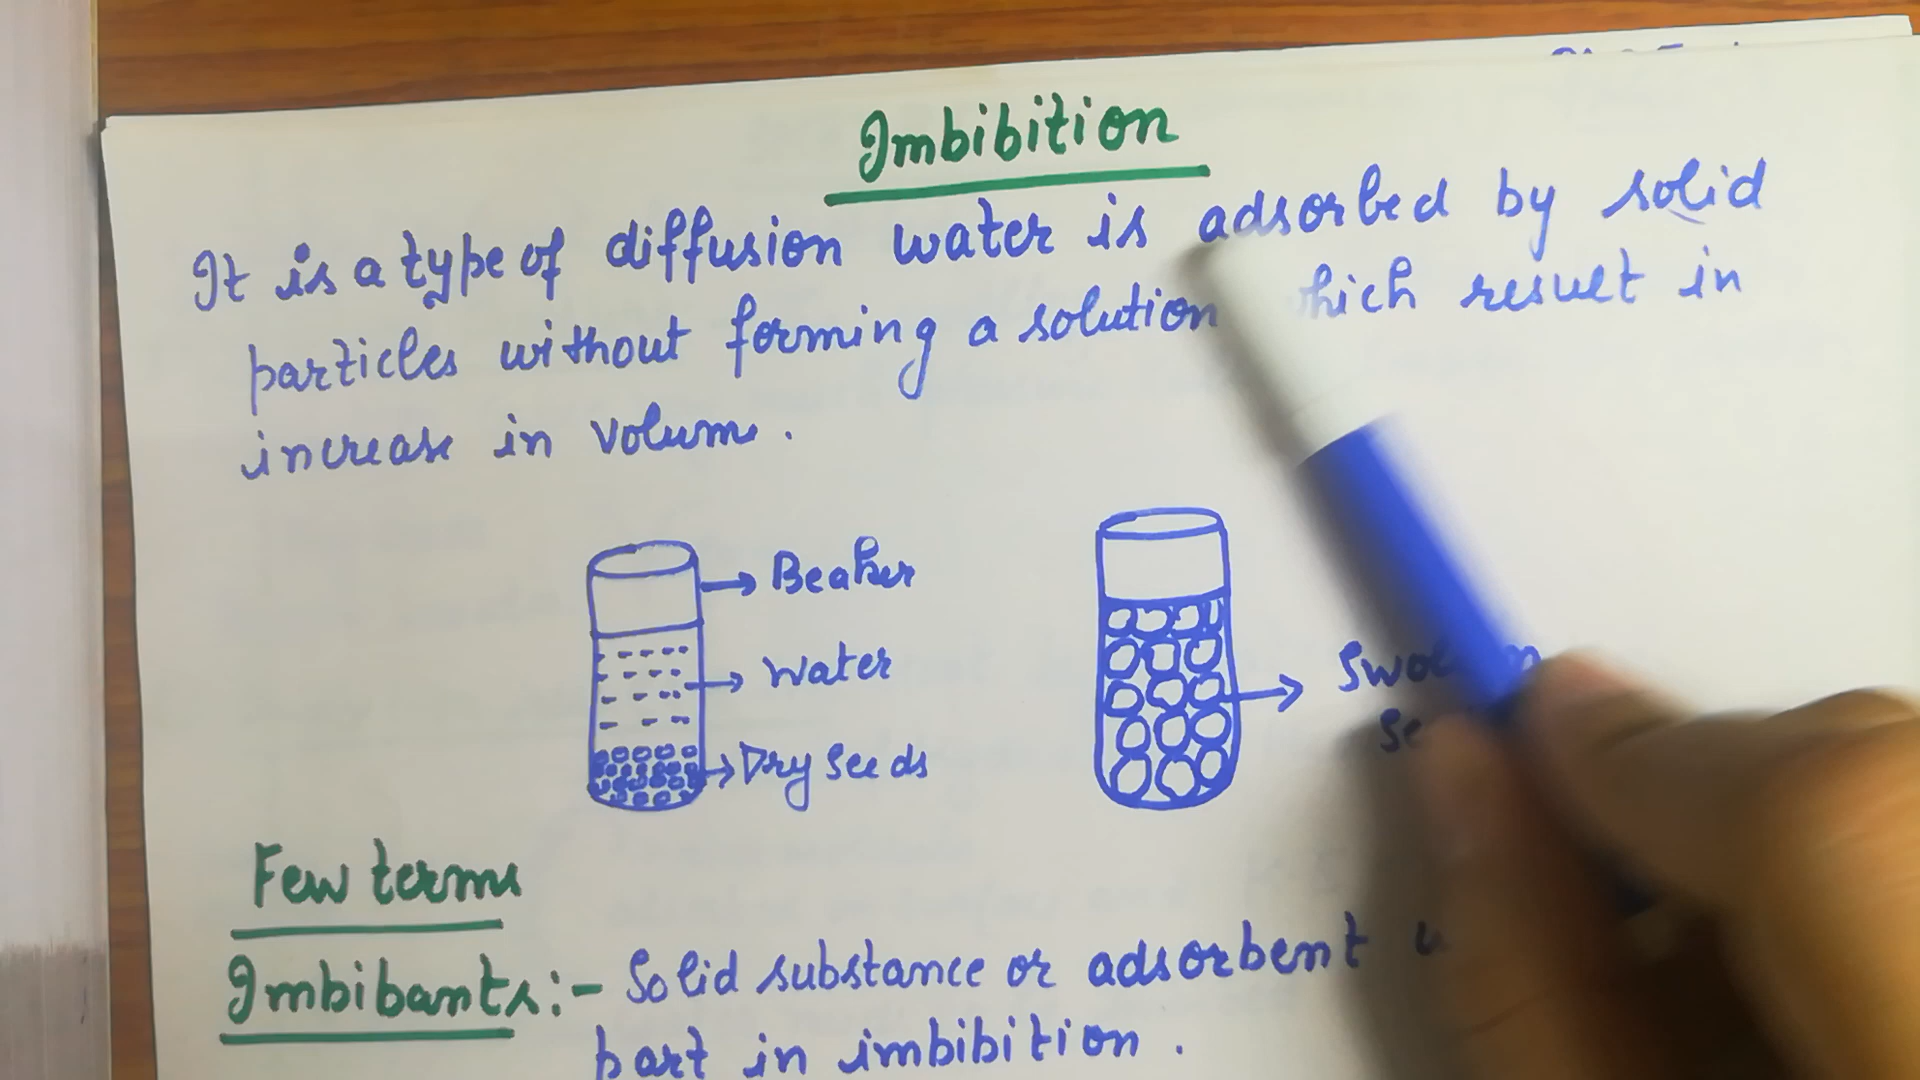 Imbibition
It is a type of diffusion water is adsorbed by solid
particles without forming a solution which result in
increase in volume.
Beaker
Water
Dry seeds
Few terms
Imbibants:- Solid substance or adsorbent
part in imbibition.